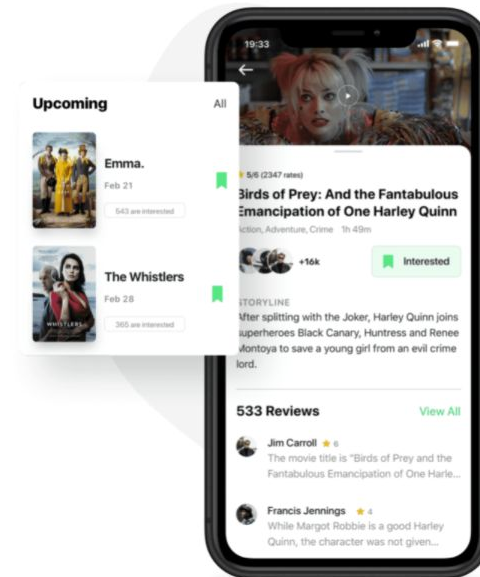 Upcoming
All
Emma.
Feb 21
543 are interested
The Whistlers
Feb 28
365 are interested
WHISTLERS
19:33
5/6 (2347 rates)
Birds of Prey: And the Fantabulous
Emancipation of One Harley Quinn
Action, Adventure, Crime 1h 49m
+16k
Interested
STORYLINE
After splitting with the Joker, Harley Quinn joins
superheroes Black Canary, Huntress and Renee
Montoya to save a young girl from an evil crime
lord.
533 Reviews
View All
Jim Carroll 6
The movie title is "Birds of Prey and the
Fantabulous Emancipation of One Harle...
Francis Jennings 4
While Margot Robbie is a good Harley
Quinn, the character was not given...